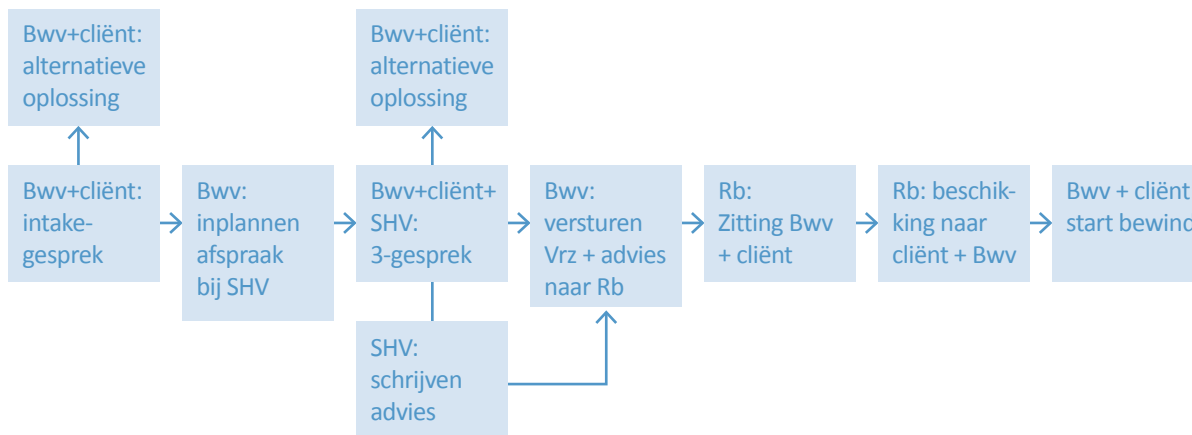 Bwv+cliënt:
alternatieve
oplossing
Bwv+cliënt:
alternatieve
oplossing
Bwv+cliënt:
intake-
gesprek
Bwv:
inplannen
afspraak
bij SHV
Bwv+cliënt+
SHV:
3-gesprek
Bwv:
versturen
Vrz + advies
naar Rb
Rb:
Zitting Bwv
+ cliënt
Rb: beschik-
king naar
cliënt + Bwv
Bwv + cliënt
start bewind
SHV:
schrijven
advies